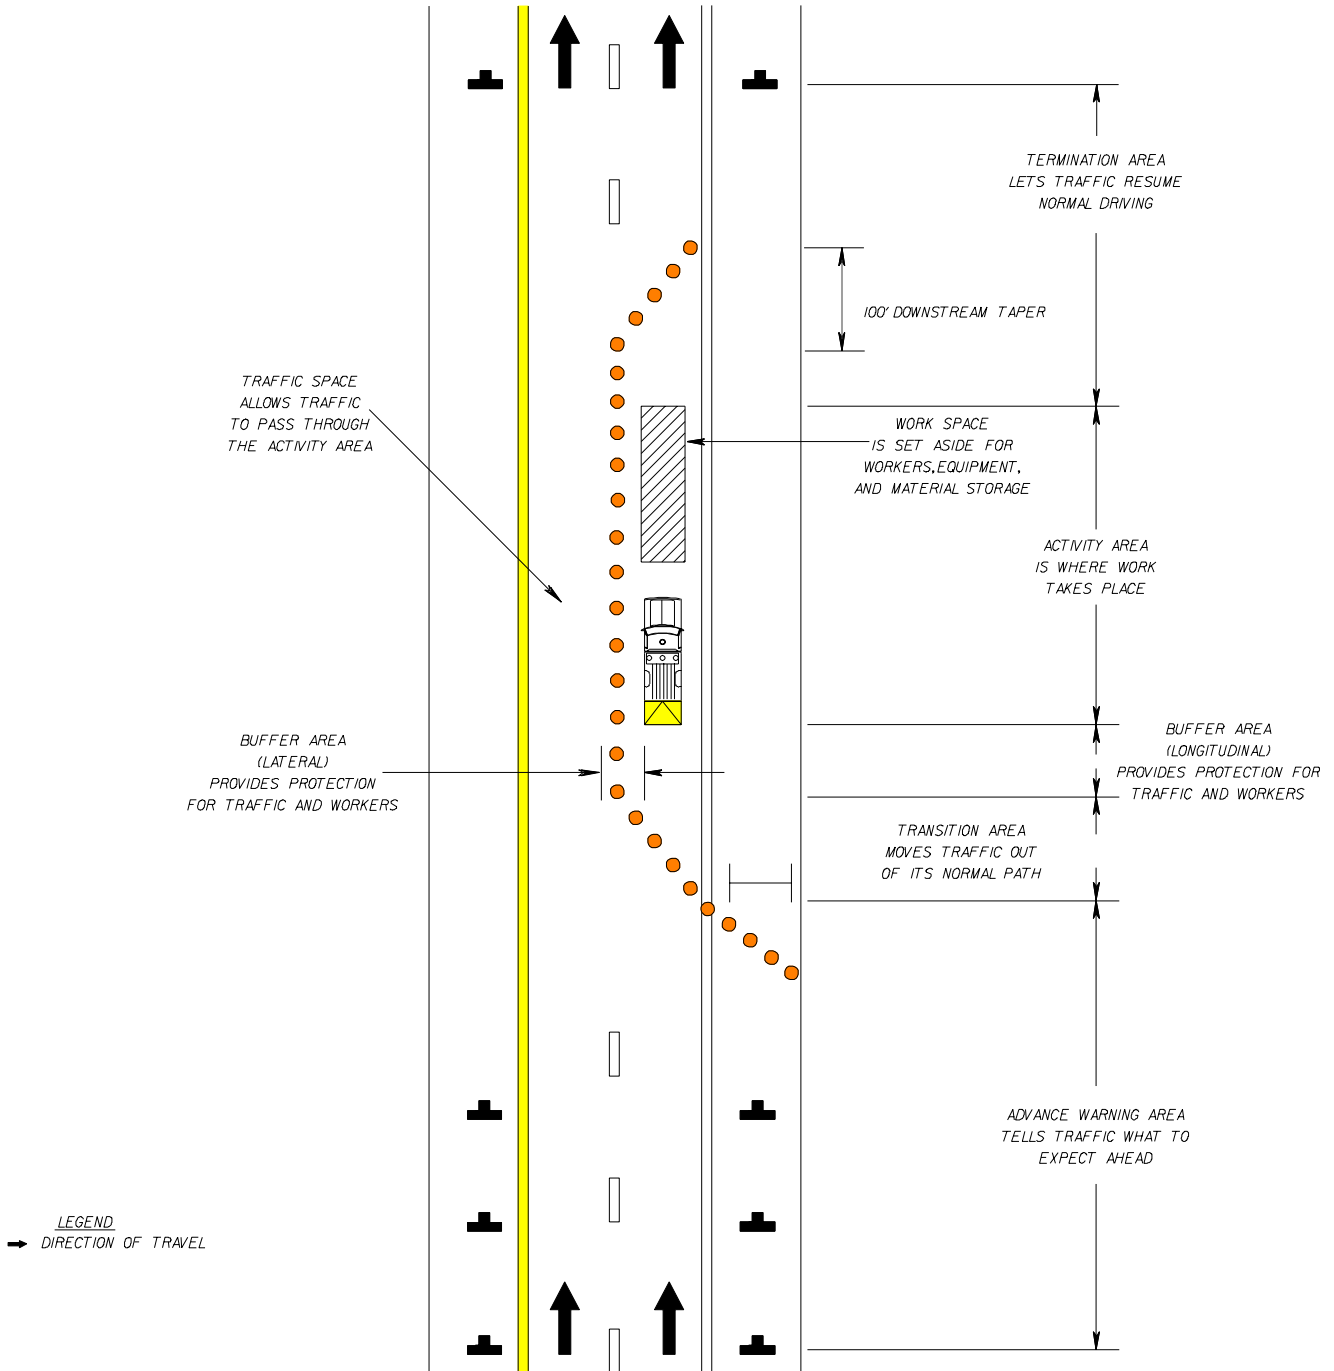 TERMINATION AREA
LETS TRAFFIC RESUME
NORMAL DRIVING
100' DOWNSTREAM TAPER
TRAFFIC SPACE
ALLOWS TRAFFIC
TO PASS THROUGH
THE ACTIVITY AREA
WORK SPACE
IS SET ASIDE FOR
WORKERS, EQUIPMENT,
AND MATERIAL STORAGE
ACTIVITY AREA
IS WHERE WORK
TAKES PLACE
BUFFER AREA
(LATERAL)
PROVIDES PROTECTION
FOR TRAFFIC AND WORKERS
BUFFER AREA
(LONGITUDINAL)
PROVIDES PROTECTION FOR
TRAFFIC AND WORKERS
TRANSITION AREA
MOVES TRAFFIC OUT
OF ITS NORMAL PATH
ADVANCE WARNING AREA
TELLS TRAFFIC WHAT TO
EXPECT AHEAD
LEGEND
DIRECTION OF TRAVEL